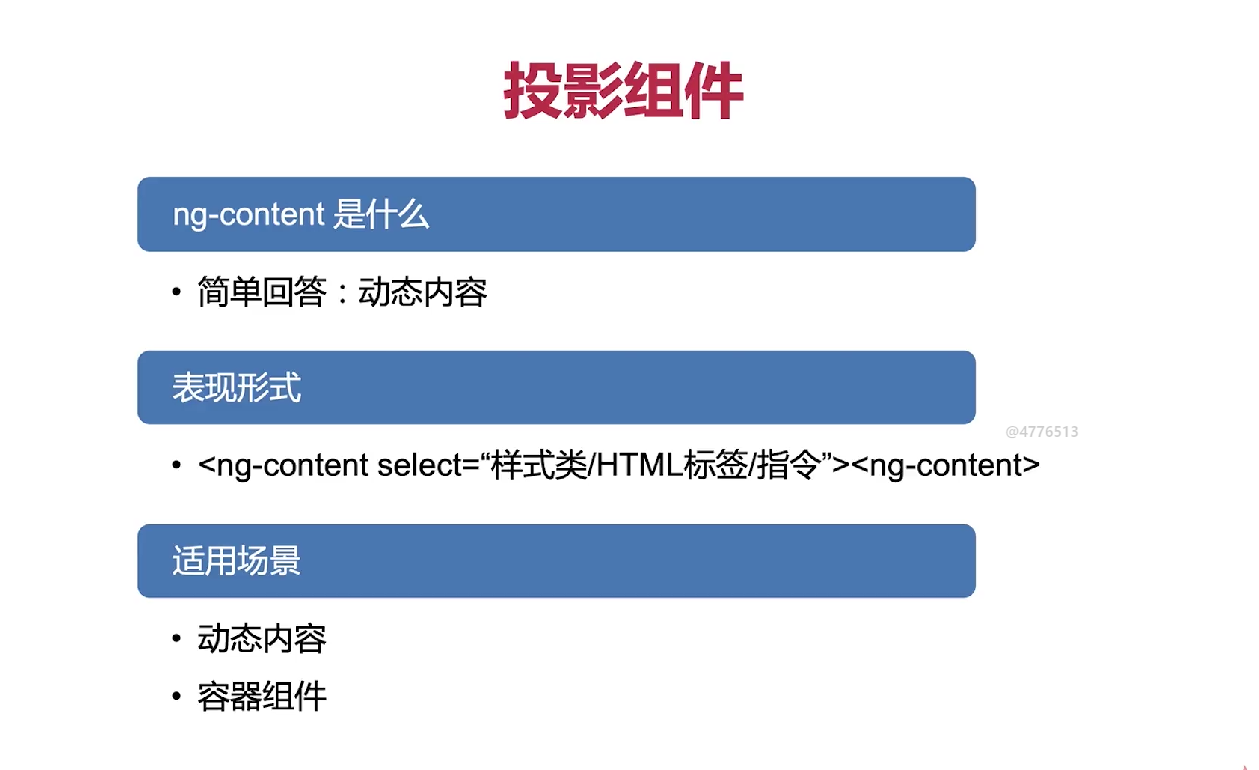 投影组件
ng-content 是什么
• 简单回答：动态内容
表现形式
@4776513
• <ng-content select=“样式类/HTML标签/指令”><ng-content>
适用场景
• 动态内容
• 容器组件